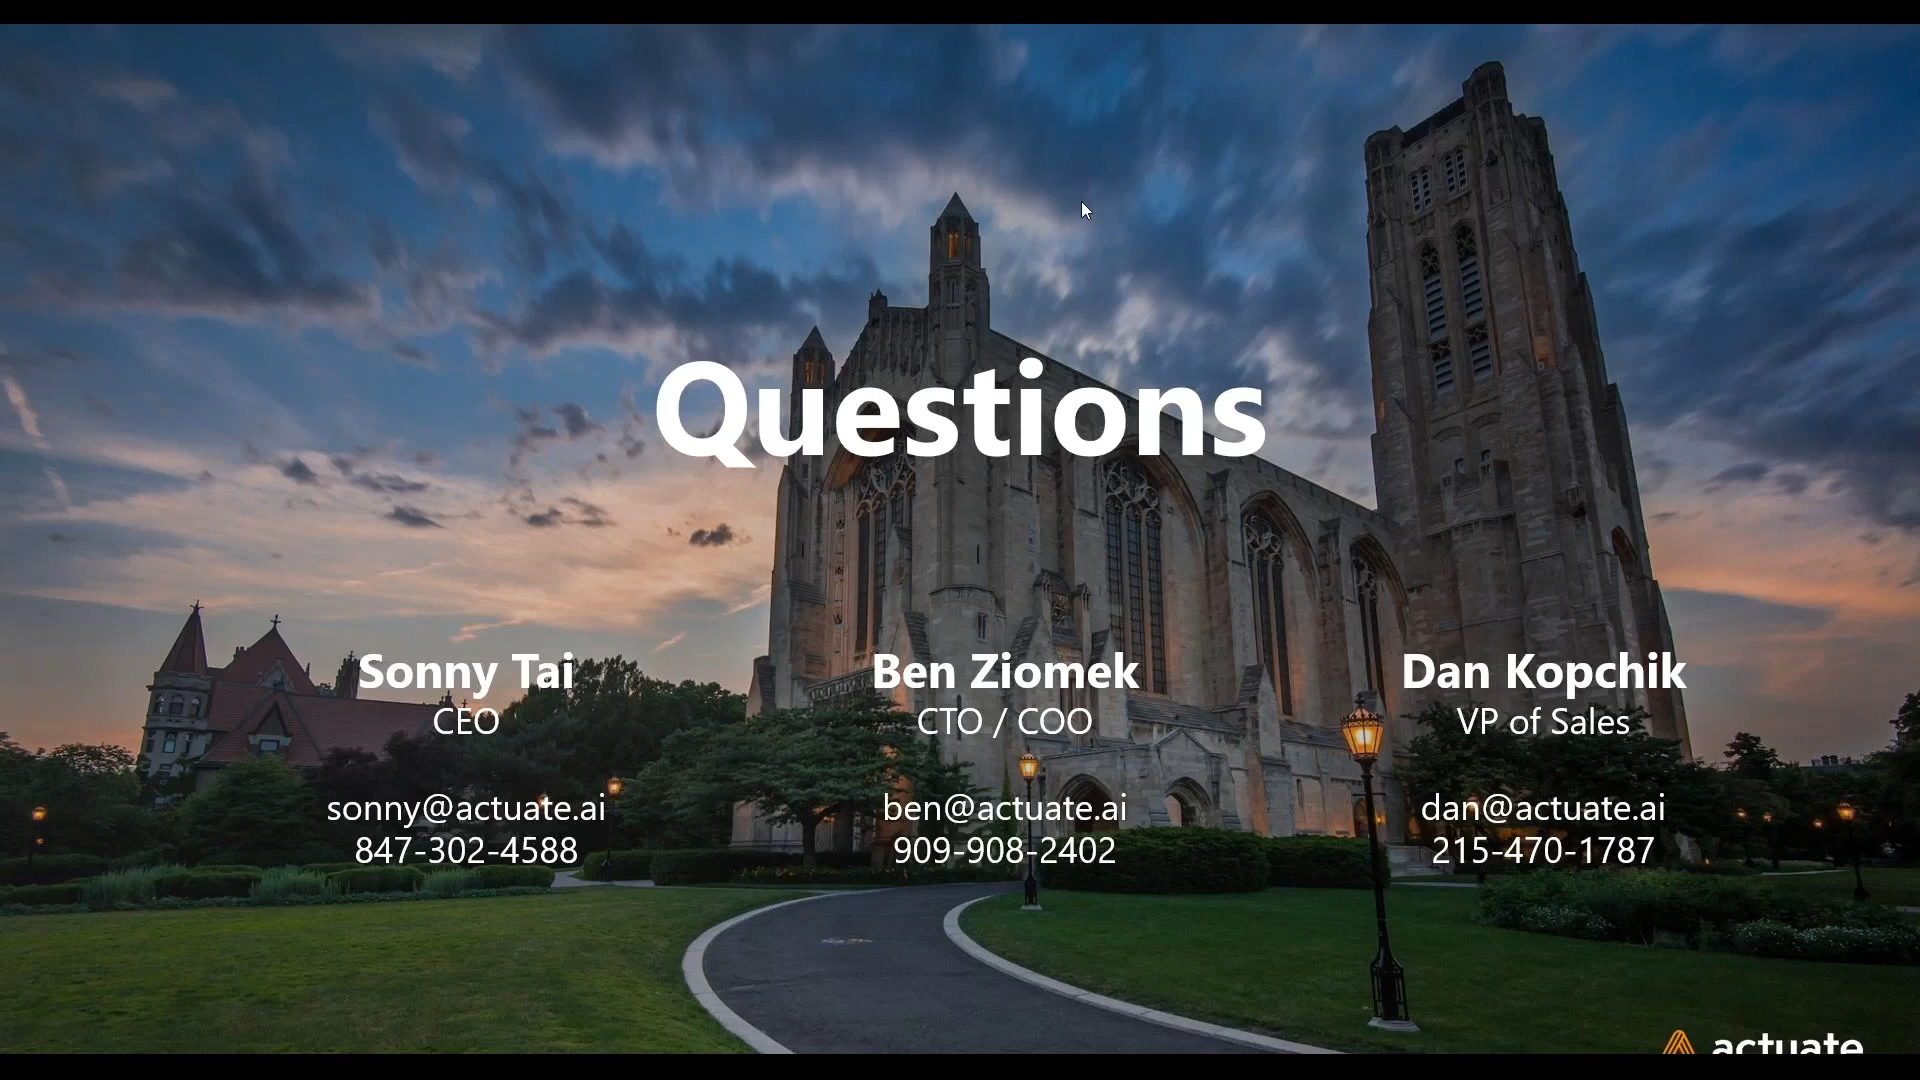 Questions
Sonny Tai
CEO
sonny@actuate.ai
847-302-4588
Ben Ziomek
CTO / COO
ben@actuate.ai
909-908-2402
Dan Kopchik
VP of Sales
dan@actuate.ai
215-470-1787
actuate